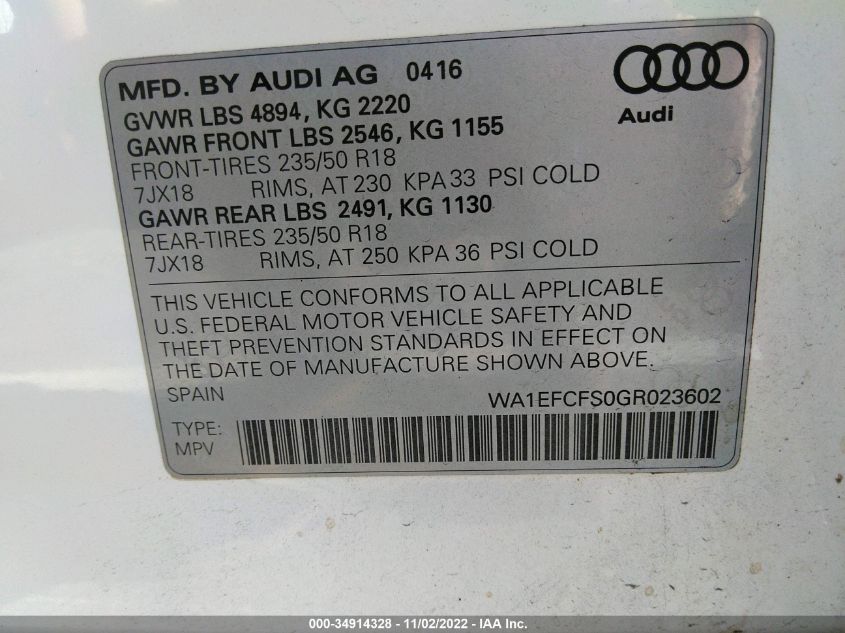 MFD. BY AUDI AG 0416
GVWR LBS 4894, KG 2220
GAWR FRONT LBS 2546, KG 1155
FRONT-TIRES 235/50 R18
7JX18 RIMS, AT 230 KPA 33 PSI COLD
GAWR REAR LBS 2491, KG 1130
REAR-TIRES 235/50 R18
7JX18 RIMS, AT 250 KPA 36 PSI COLD
Audi
THIS VEHICLE CONFORMS TO ALL APPLICABLE
U.S. FEDERAL MOTOR VEHICLE SAFETY AND
THEFT PREVENTION STANDARDS IN EFFECT ON
THE DATE OF MANUFACTURE SHOWN ABOVE.
SPAIN WA1EFCFS0GR023602
TYPE:
MPV
000-34914328 - 11/02/2022 - IAA Inc.